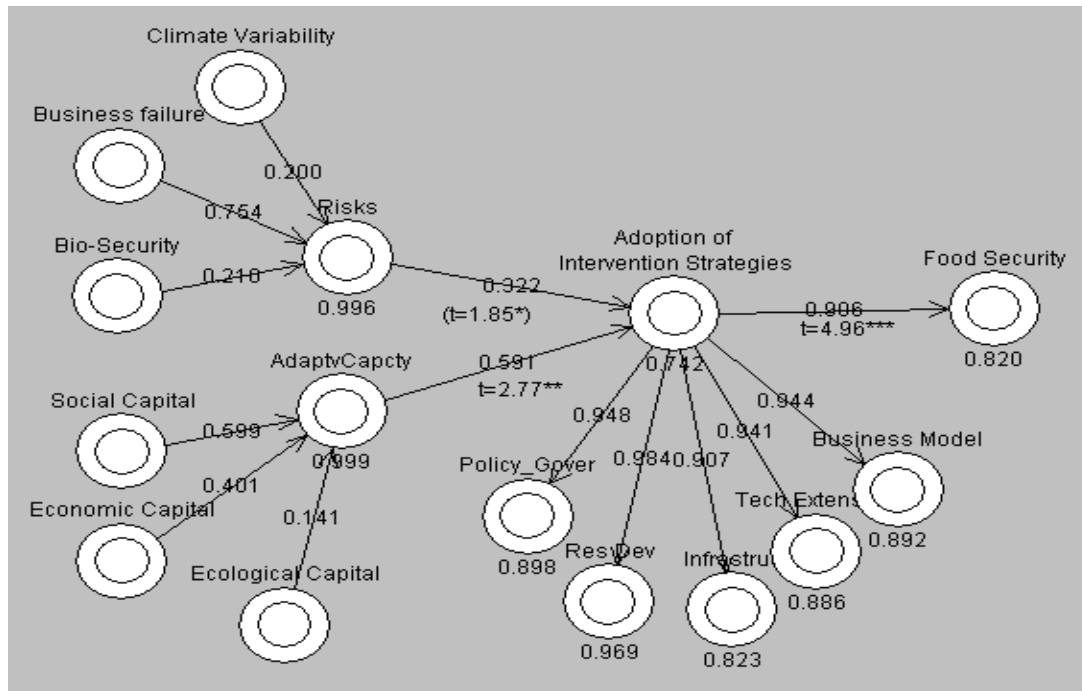 Climate Variability
Business failure
0.200
0.754
Risks
Bio-Security
0.210
0.996
Adoption of
Intervention Strategies
Food Security
0.322
(t=1.85*)
0.906
t=4.96***
0.820
0.742
AdaptvCapcty
0.591
t=2.77**
Social Capital
0.599
0.999
Economic Capital
0.401
0.141
Ecological Capital
0.948
0.984
0.907
0.941
0.944
Policy_Gover
0.898
Res Dev
0.969
Infrastru
0.823
Tech Extens
0.886
Business Model
0.892